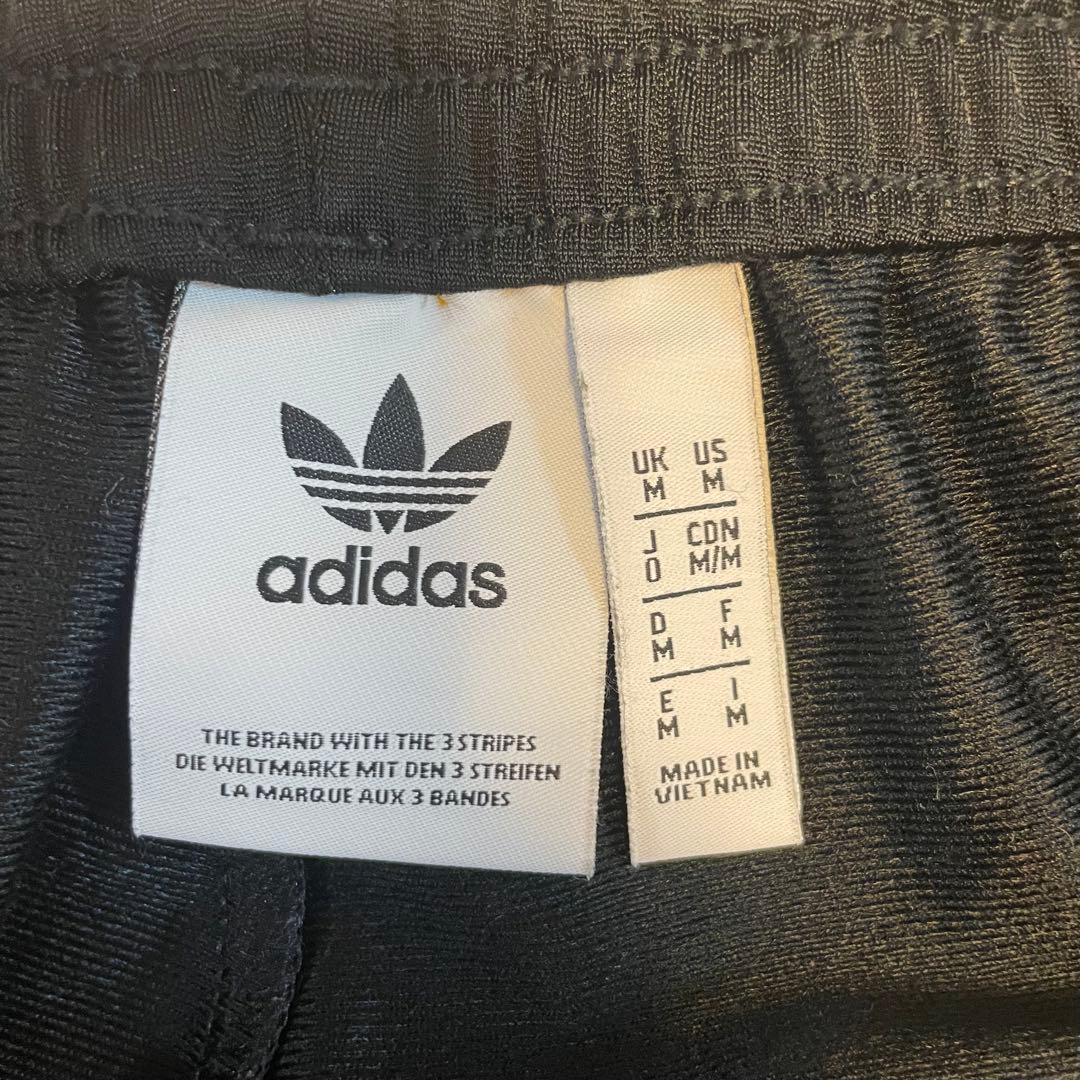 adidas
THE BRAND WITH THE 3 STRIPES
DIE WELTMARKE MIT DEN 3 STREIFEN
LA MARQUE AUX 3 BANDES
UK US
M M
J CDN
O M/M
D F
M M
E I
M M
MADE IN
VIETNAM